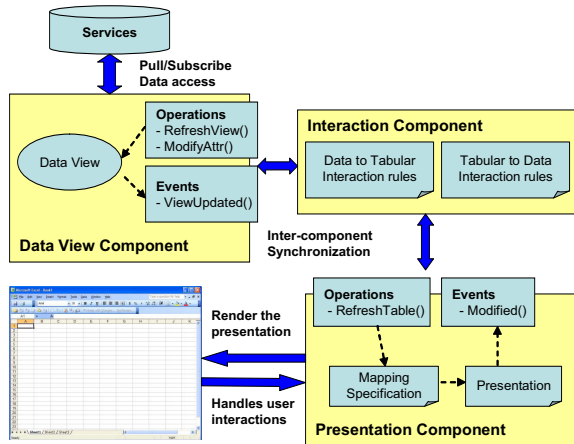 Services
Pull/Subscribe
Data access
Operations
- RefreshView()
- ModifyAttr()
Data View
Events
- ViewUpdated()
Data View Component
Interaction Component
Data to Tabular
Interaction rules
Tabular to Data
Interaction rules
Inter-component
Synchronization
Operations
- RefreshTable()
Events
- Modified()
Render the
presentation
Handles user
interactions
Mapping
Specification
Presentation
Presentation Component